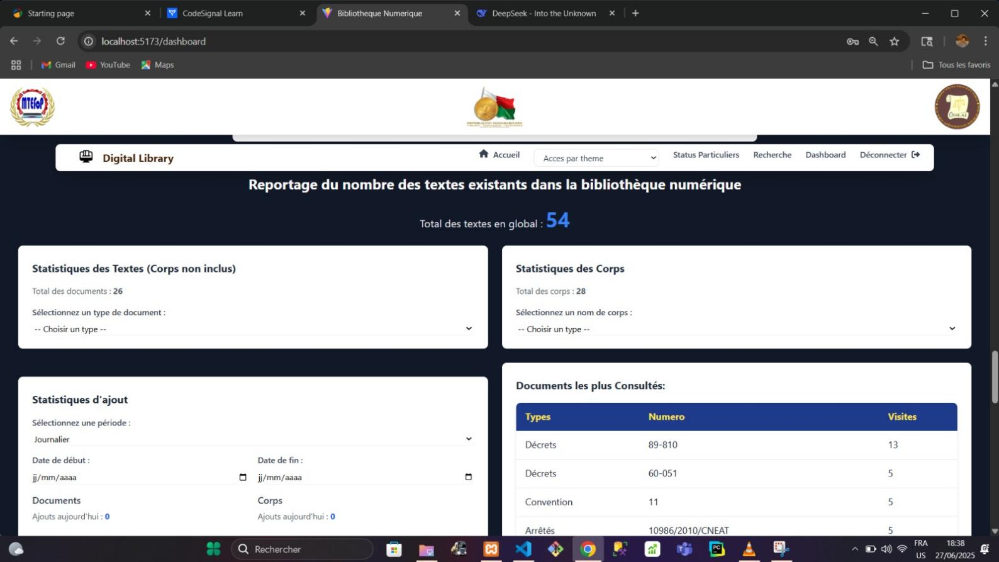 Starting page
CodeSignal Learn
Bibliotheque Numerique
DeepSeek - Into the Unknown
localhost:5173/dashboard
Gmail
YouTube
Maps
Tous les favoris
MTEFoP
Digital Library
Accueil
Acces par theme
Status Particuliers
Recherche
Dashboard
Déconnecter
Reportage du nombre des textes existants dans la bibliothèque numérique
Total des textes en global : 54
Statistiques des Textes (Corps non inclus)
Total des documents : 26
Sélectionnez un type de document :
-- Choisir un type --
Statistiques des Corps
Total des corps : 28
Sélectionnez un nom de corps :
-- Choisir un type --
Statistiques d'ajout
Sélectionnez une période :
Journalier
Date de début :
Date de fin :
jj/mm/aaaa
jj/mm/aaaa
Documents
Corps
Ajouts aujourd'hui : 0
Ajouts aujourd'hui : 0
Documents les plus Consultés:
Types Numero Visites
Décrets 89-810 13
Décrets 60-051 5
Convention 11 5
Arrêtés 10986/2010/CNEAT 5
Rechercher
FRA
US
18:38
27/06/2025